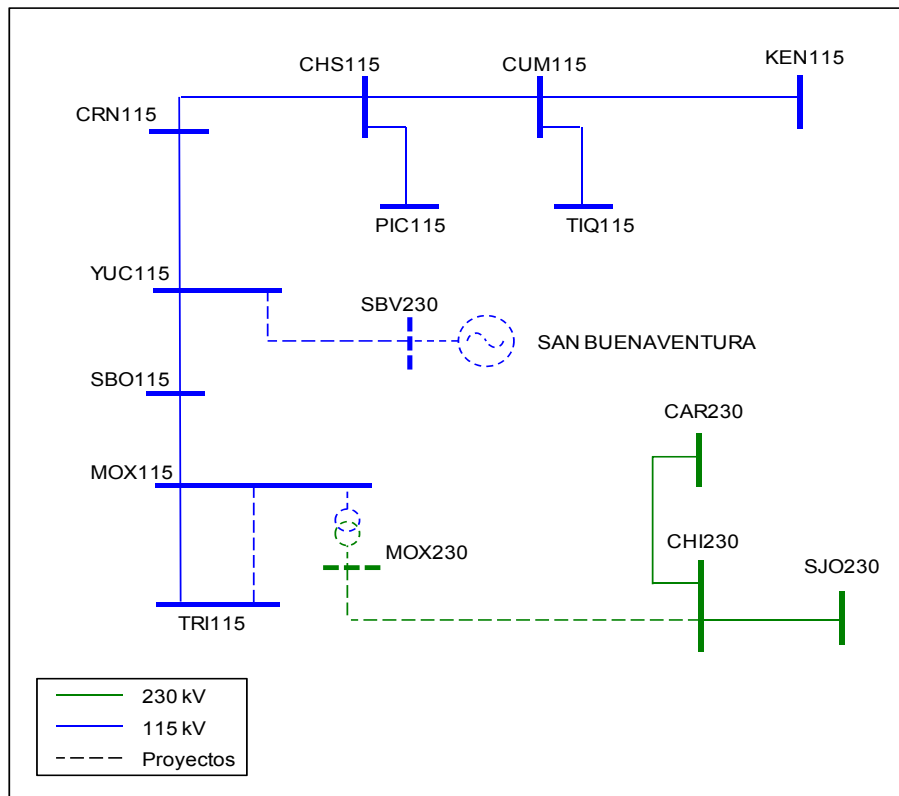 KEN115
CHS115
CUM115
CRN115
PIC115
TIQ115
YUC115
SBV230
SAN BUENAVENTURA
SBO115
CAR230
MOX115
MOX230
CHI230
SJO230
TRI115
230 kV
115 kV
Proyectos